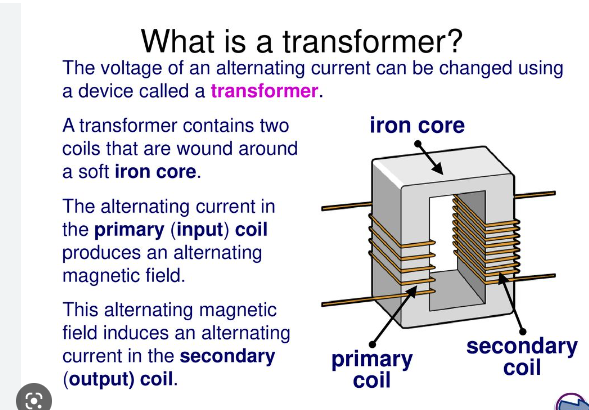 What is a transformer?
The voltage of an alternating current can be changed using
a device called a transformer.
A transformer contains two
coils that are wound around
a soft iron core.
The alternating current in
the primary (input) coil
produces an alternating
magnetic field.
This alternating magnetic
field induces an alternating
current in the secondary
(output) coil.
iron core
primary
coil
secondary
coil